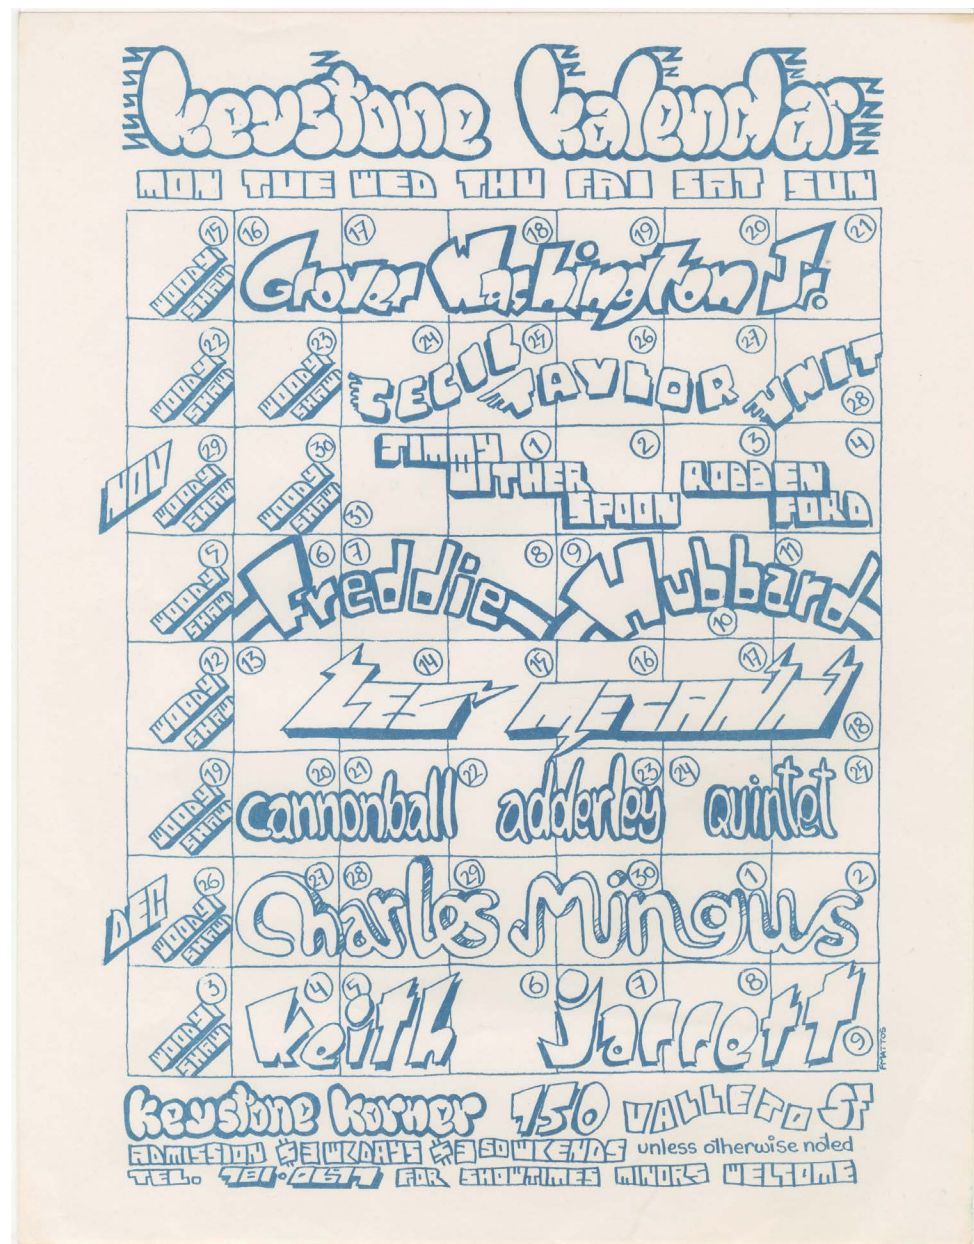 keystone kalendar
MON TUE WED THU FRI SAT SUN
15 16 17 18 19 20 21
WOODY SHAW Grover Washington Jr.
22 23 24 25 26 27 28
WOODY SHAW WOODY SHAW CECIL TAYLOR UNIT
NOV
29 30 31 1 2 3 4
WOODY SHAW WOODY SHAW JIMMY WITHER SPOON ROBBEN FORD
5 6 7 8 9 10 11
WOODY SHAW Freddie Hubbard
12 13 14 15 16 17 18
WOODY SHAW LES McCANN
19 20 21 22 23 24 25
WOODY SHAW cannonball adderley quintet
DEC
26 27 28 29 30 1 2
WOODY SHAW Charles Mingus
3 4 5 6 7 8 9
WOODY SHAW Keith Jarrett
A.MATTOS
keystone korner 750 VALLEJO SF
ADMISSION $3 WKDAYS $3 50 WKENDS unless otherwise noted
TEL. 781-0697 FOR SHOWTIMES MINORS WELCOME